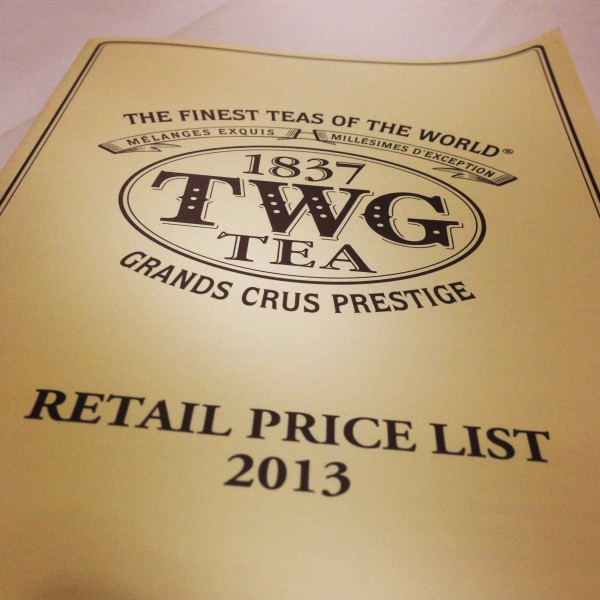 THE FINEST TEAS OF THE WORLD®
MÉLANGES EXQUIS MILLÉSIMES D'EXCEPTION
1837
TWG
TEA
GRANDS CRUS PRESTIGE
RETAIL PRICE LIST
2013